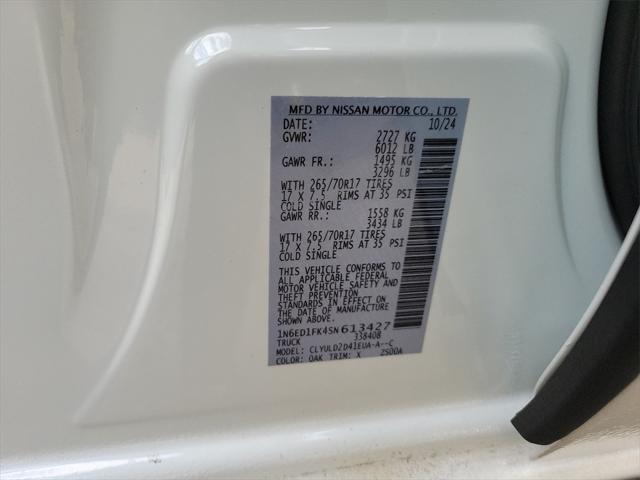 MFD BY NISSAN MOTOR CO., LTD.
DATE: 10/24
GVWR: 2727 KG
6012 LB
GAWR FR.: 1495 KG
3296 LB
WITH 265/70R17 TIRES
17 X 7.5 RIMS AT 35 PSI
COLD SINGLE
GAWR RR.: 1558 KG
3434 LB
WITH 265/70R17 TIRES
17 X 7.5 RIMS AT 35 PSI
COLD SINGLE
THIS VEHICLE CONFORMS TO
ALL APPLICABLE FEDERAL
MOTOR VEHICLE SAFETY AND
THEFT PREVENTION
STANDARDS IN EFFECT ON
THE DATE OF MANUFACTURE
SHOWN ABOVE.
1N6ED1FK4SN613427
TRUCK 33840B
MODEL: CLYULD2D41EUA-A--C
COLOR: QAK TRIM: X 2S00A